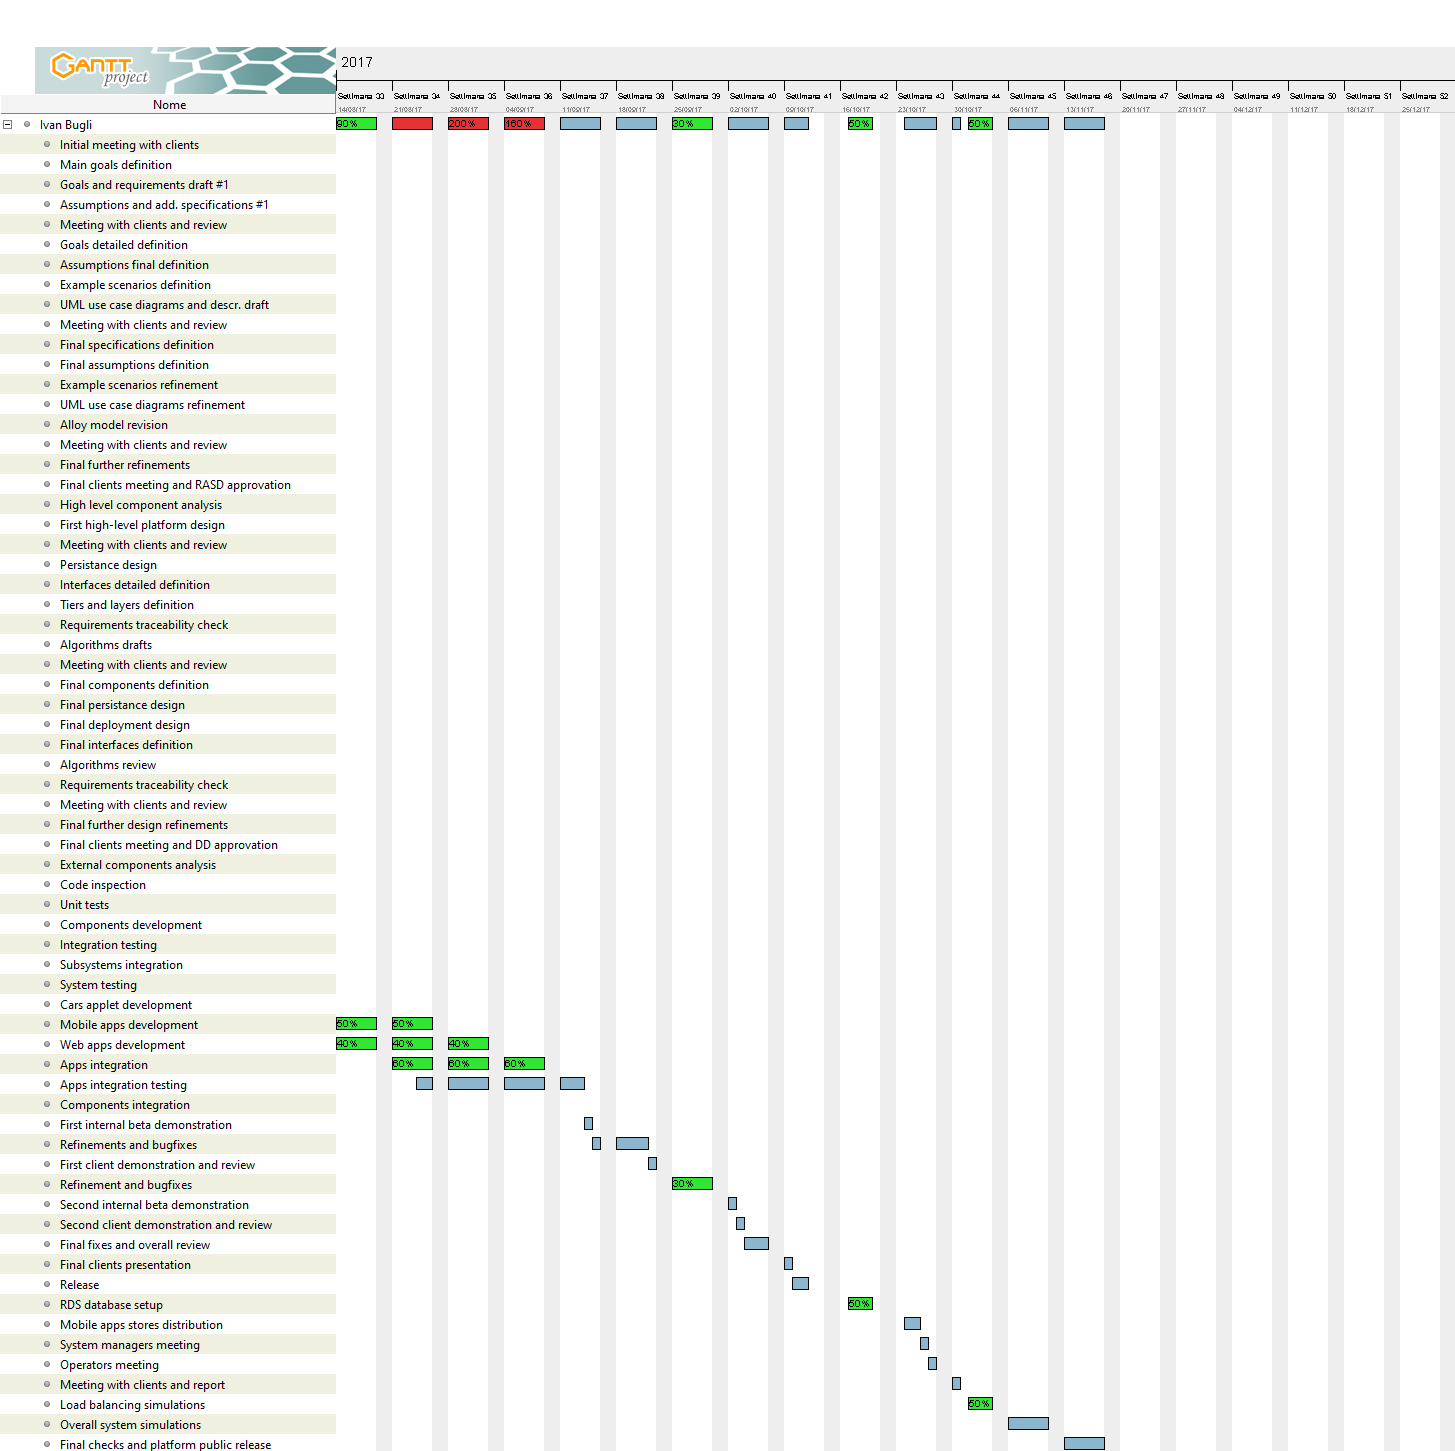 GANTT
project
2017
Nome
Settimana 33 Settimana 34 Settimana 35 Settimana 36 Settimana 37 Settimana 38 Settimana 39 Settimana 40 Settimana 41 Settimana 42 Settimana 43 Settimana 44 Settimana 45 Settimana 46 Settimana 47 Settimana 48 Settimana 49 Settimana 50 Settimana 51 Settimana 52
14/08/17 21/08/17 28/08/17 04/09/17 11/09/17 18/09/17 25/09/17 02/10/17 09/10/17 16/10/17 23/10/17 30/10/17 06/11/17 13/11/17 20/11/17 27/11/17 04/12/17 11/12/17 18/12/17 25/12/17
Ivan Bugli 90% 200% 160% 30% 50% 50%
Initial meeting with clients
Main goals definition
Goals and requirements draft #1
Assumptions and add. specifications #1
Meeting with clients and review
Goals detailed definition
Assumptions final definition
Example scenarios definition
UML use case diagrams and descr. draft
Meeting with clients and review
Final specifications definition
Final assumptions definition
Example scenarios refinement
UML use case diagrams refinement
Alloy model revision
Meeting with clients and review
Final further refinements
Final clients meeting and RASD approvation
High level component analysis
First high-level platform design
Meeting with clients and review
Persistance design
Interfaces detailed definition
Tiers and layers definition
Requirements traceability check
Algorithms drafts
Meeting with clients and review
Final components definition
Final persistance design
Final deployment design
Final interfaces definition
Algorithms review
Requirements traceability check
Meeting with clients and review
Final further design refinements
Final clients meeting and DD approvation
External components analysis
Code inspection
Unit tests
Components development
Integration testing
Subsystems integration
System testing
Cars applet development
Mobile apps development 50% 50%
Web apps development 40% 40% 40%
Apps integration 60% 60% 60%
Apps integration testing
Components integration
First internal beta demonstration
Refinements and bugfixes
First client demonstration and review
Refinement and bugfixes 30%
Second internal beta demonstration
Second client demonstration and review
Final fixes and overall review
Final clients presentation
Release
RDS database setup 50%
Mobile apps stores distribution
System managers meeting
Operators meeting
Meeting with clients and report
Load balancing simulations 50%
Overall system simulations
Final checks and platform public release